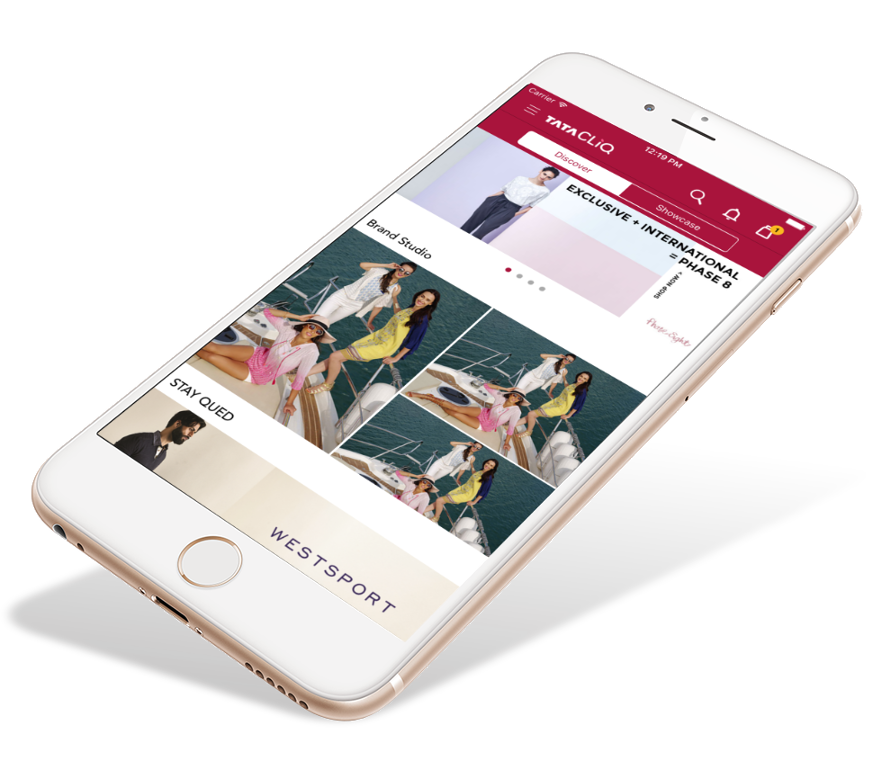 Carrier
12:19 PM
TATA CLiQ
1
Discover
Showcase
EXCLUSIVE + INTERNATIONAL
= PHASE 8
SHOP NOW >
Phase Eight
Brand Studio
STAY QUED
WESTSPORT